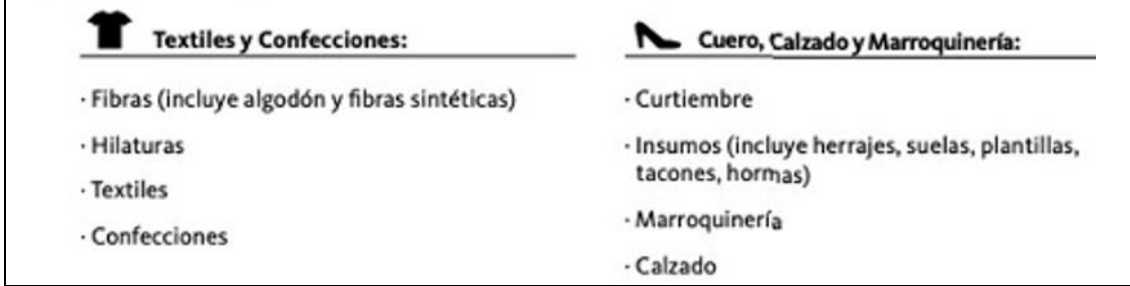 Textiles y Confecciones:
· Fibras (incluye algodón y fibras sintéticas)
· Hilaturas
· Textiles
· Confecciones
Cuero, Calzado y Marroquinería:
· Curtiembre
· Insumos (incluye herrajes, suelas, plantillas,
tacones, hormas)
· Marroquinería
· Calzado